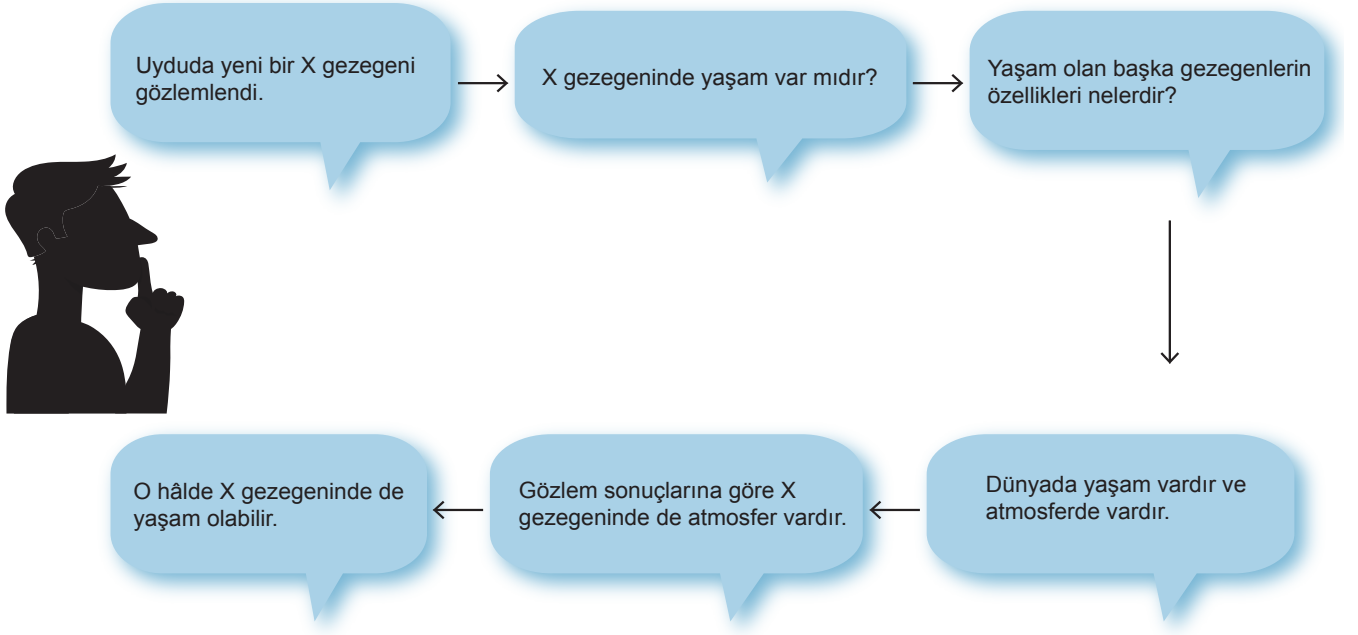 Uyduda yeni bir X gezegeni
gözlemlendi.
X gezegeninde yaşam var mıdır?
Yaşam olan başka gezegenlerin
özellikleri nelerdir?
Dünyada yaşam vardır ve
atmosferde vardır.
Gözlem sonuçlarına göre X
gezegeninde de atmosfer vardır.
O hâlde X gezegeninde de
yaşam olabilir.